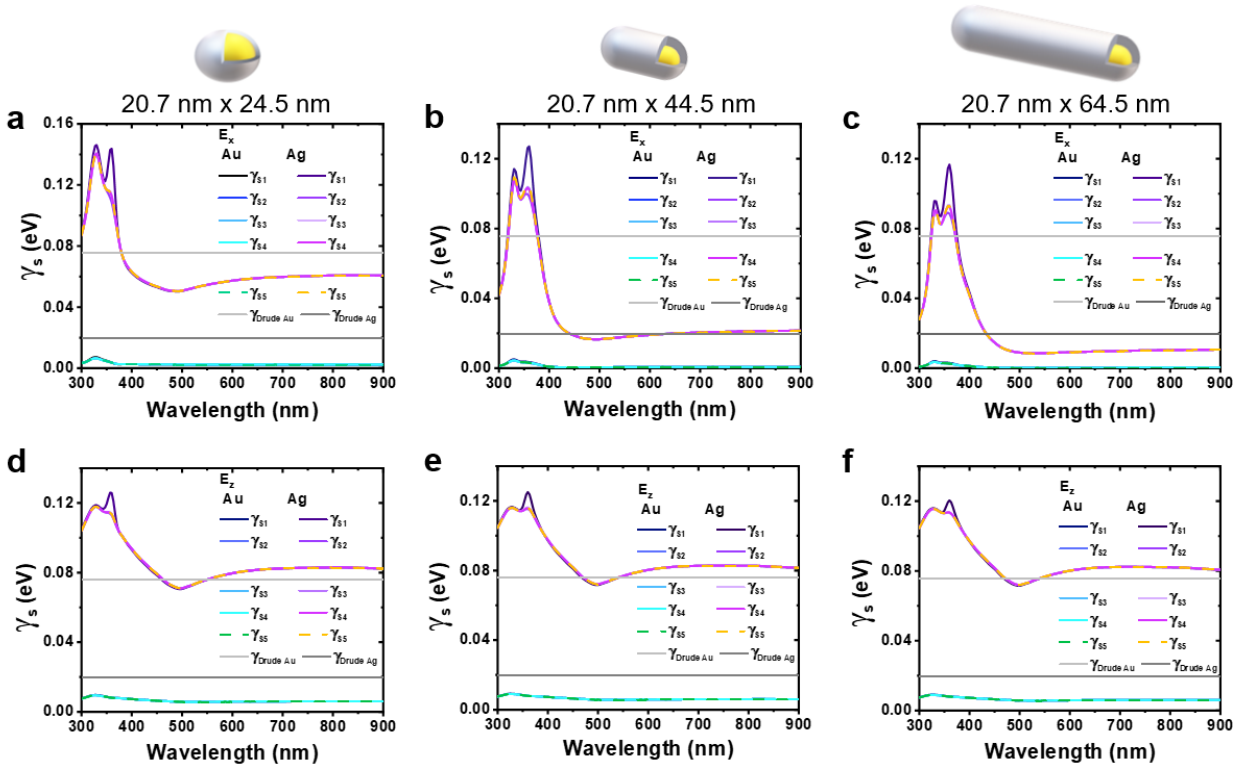 20.7 nm x 24.5 nm
20.7 nm x 44.5 nm
20.7 nm x 64.5 nm
a
γs (eV)
0.16
0.12
0.08
0.04
0.00
Ex
Au Ag
γS1 γS1
γS2 γS2
γS3 γS3
γS4 γS4
γS5 γS5
γDrude Au γDrude Ag
300 400 500 600 700 800 900
Wavelength (nm)
b
γs (eV)
0.12
0.08
0.04
0.00
Ex
Au Ag
γS1 γS1
γS2 γS2
γS3 γS3
γS4 γS4
γS5 γS5
γDrude Au γDrude Ag
300 400 500 600 700 800 900
Wavelength (nm)
c
γs (eV)
0.12
0.08
0.04
0.00
Ex
Au Ag
γS1 γS1
γS2 γS2
γS3 γS3
γS4 γS4
γS5 γS5
γDrude Au γDrude Ag
300 400 500 600 700 800 900
Wavelength (nm)
d
γs (eV)
0.12
0.08
0.04
0.00
Ez
Au Ag
γS1 γS1
γS2 γS2
γS3 γS3
γS4 γS4
γS5 γS5
γDrude Au γDrude Ag
300 400 500 600 700 800 900
Wavelength (nm)
e
γs (eV)
0.12
0.08
0.04
0.00
Ez
Au Ag
γS1 γS1
γS2 γS2
γS3 γS3
γS4 γS4
γS5 γS5
γDrude Au γDrude Ag
300 400 500 600 700 800 900
Wavelength (nm)
f
γs (eV)
0.12
0.08
0.04
0.00
Ez
Au Ag
γS1 γS1
γS2 γS2
γS3 γS3
γS4 γS4
γS5 γS5
γDrude Au γDrude Ag
300 400 500 600 700 800 900
Wavelength (nm)